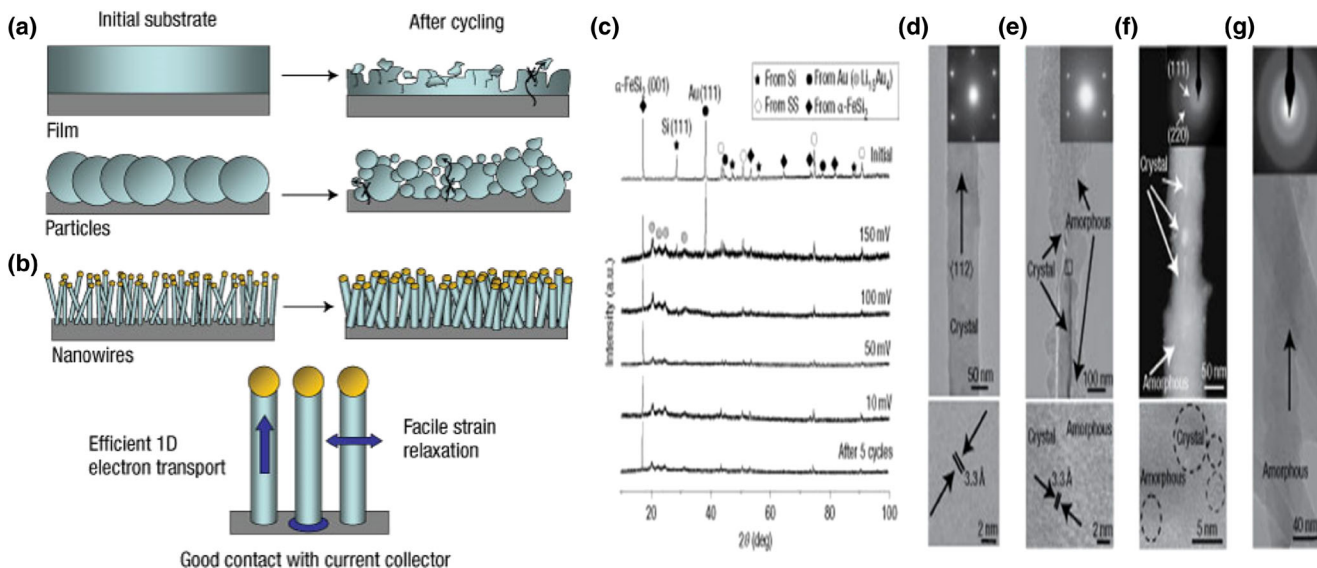 (a)
Initial substrate
After cycling
Film
Particles
(b)
Nanowires
Efficient 1D
electron transport
Facile strain
relaxation
Good contact with current collector
(c)
From Si
From Au (
Li₁₅Au₄)
From SS
From α-FeSi₂
α-FeSi₂ (001)
Si (111)
Au(111)
Initial
150 mV
100 mV
50 mV
10 mV
After 5 cycles
Intensity (a.u.)
20
40
60
80
100
2θ (deg)
(d)
⟨112⟩
Crystal
50 nm
3.3 Å
2 nm
(e)
Amorphous
Crystal
100 nm
Crystal
Amorphous
3.3Å
2 nm
(f)
(111)
(220)
Crystal
Amorphous
50 nm
Crystal
Amorphous
5 nm
(g)
Amorphous
40 nm